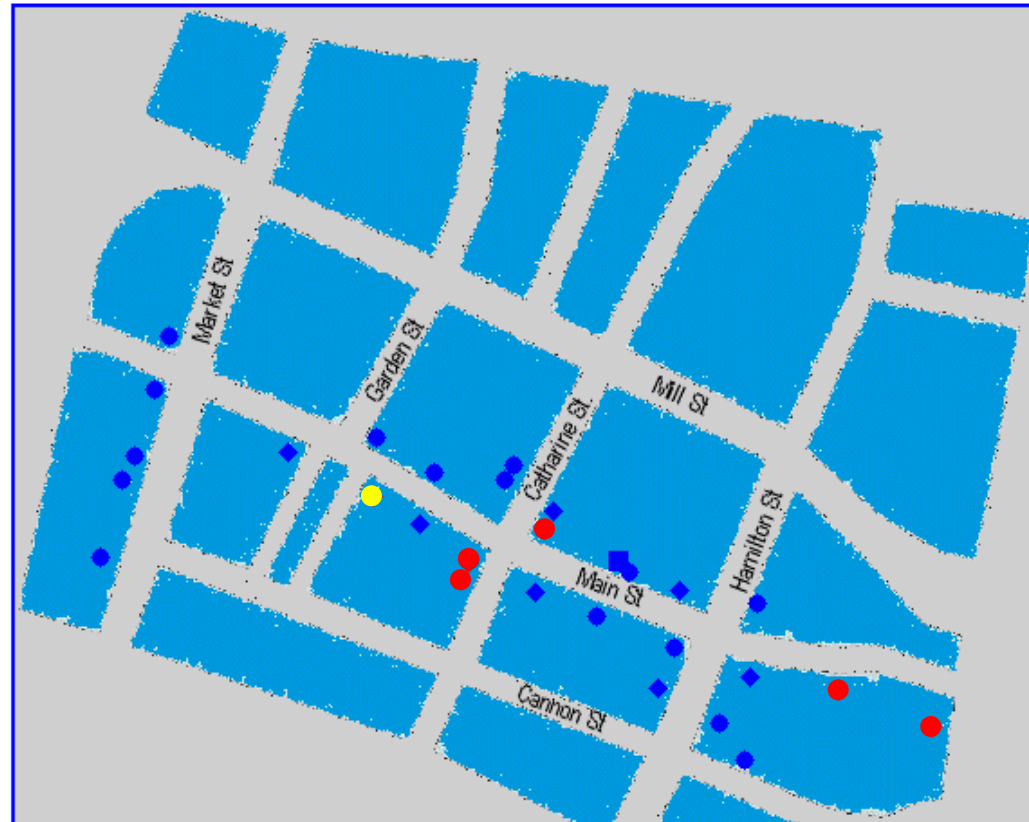 Market St
Garden St
Mill St
Catharine St.
Hamilton St
Main St
Cannon St